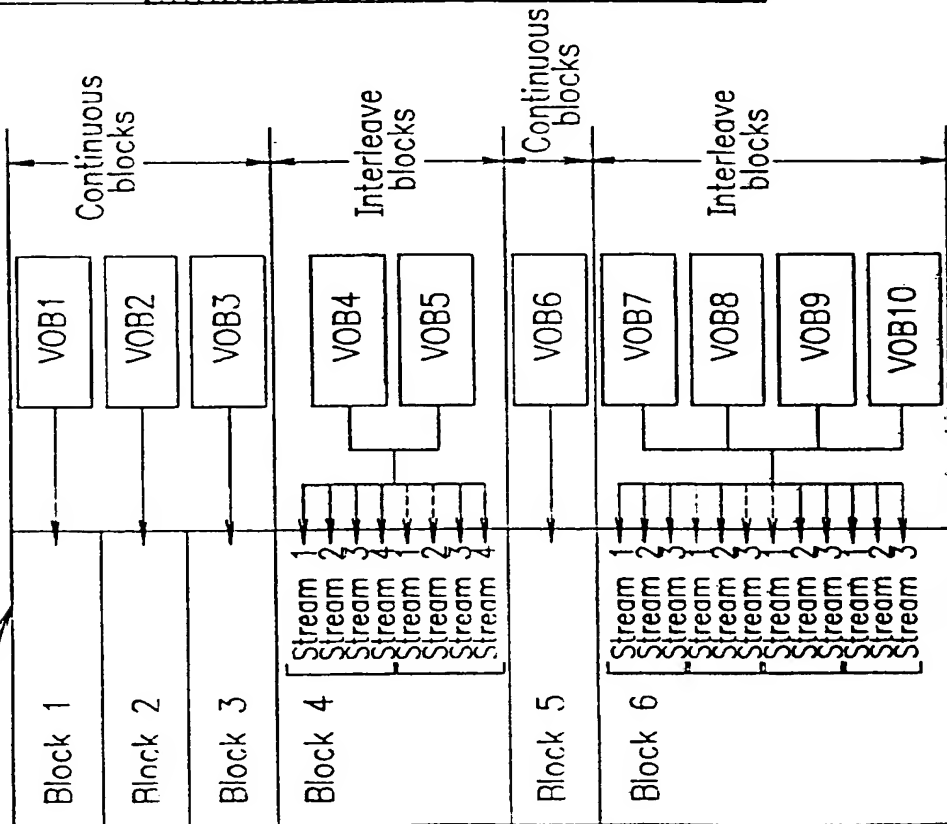 Continuous
blocks
Interleave
blocks
Continuous
blocks
Interleave
blocks
VOB1
VOB2
VOB3
VOB4
VOB5
VOB6
VOB7
VOB8
VOB9
VOB10
Block 1
Block 2
Block 3
Block 4
Stream 1
Stream 2
Stream 3
Stream 4
Stream 1
Stream 2
Stream 3
Stream 4
Block 5
Block 6
Stream 1
Stream 2
Stream 3
Stream 1
Stream 2
Stream 3
Stream 1
Stream 2
Stream 3
Stream 1
Stream 2
Stream 3